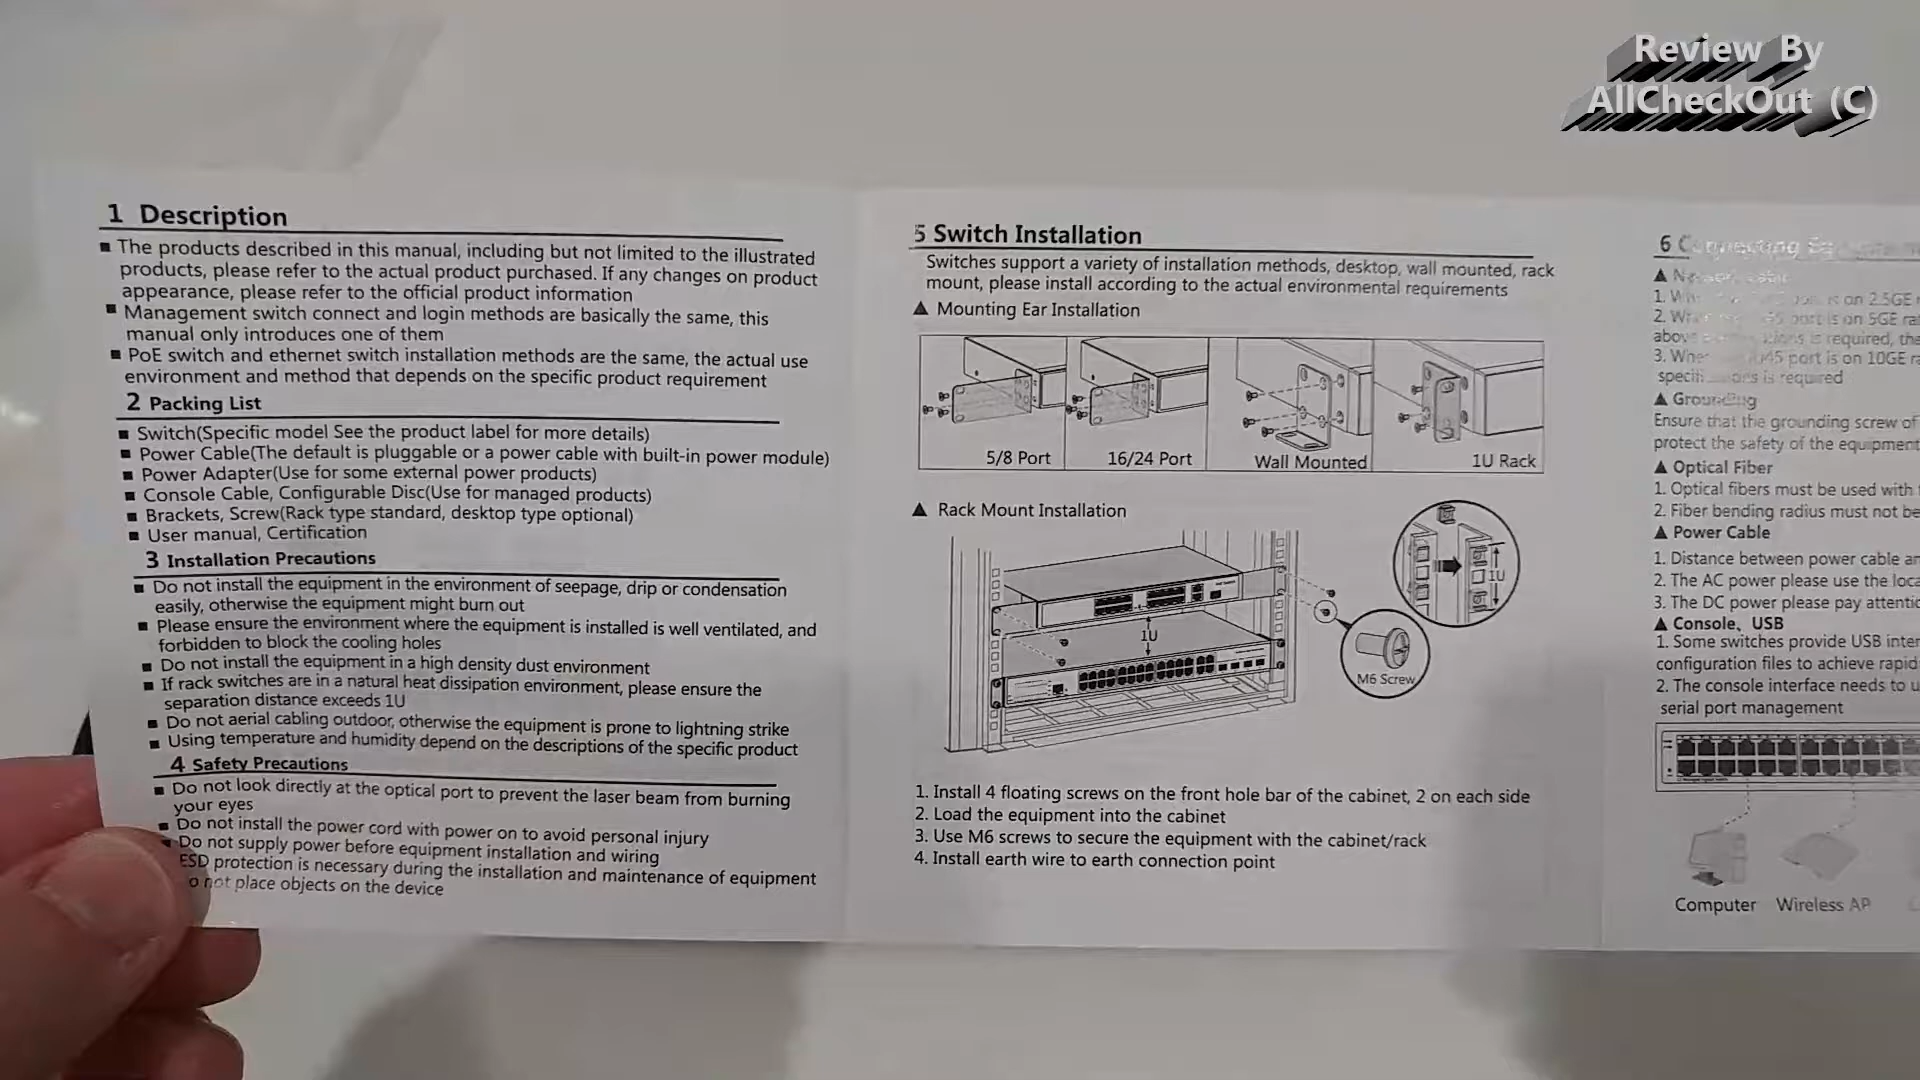 Review By
AllCheckOut (C)
1 Description
■ The products described in this manual, including but not limited to the illustrated
products, please refer to the actual product purchased. If any changes on product
appearance, please refer to the official product information
■ Management switch connect and login methods are basically the same, this
manual only introduces one of them
■ PoE switch and ethernet switch installation methods are the same, the actual use
environment and method that depends on the specific product requirement
2 Packing List
■ Switch(Specific model See the product label for more details)
■ Power Cable(The default is pluggable or a power cable with built-in power module)
■ Power Adapter(Use for some external power products)
■ Console Cable, Configurable Disc(Use for managed products)
■ Brackets, Screw(Rack type standard, desktop type optional)
■ User manual, Certification
3 Installation Precautions
■ Do not install the equipment in the environment of seepage, drip or condensation
easily, otherwise the equipment might burn out
■ Please ensure the environment where the equipment is installed is well ventilated, and
forbidden to block the cooling holes
■ Do not install the equipment in a high density dust environment
■ If rack switches are in a natural heat dissipation environment, please ensure the
separation distance exceeds 1U
■ Do not aerial cabling outdoor, otherwise the equipment is prone to lightning strike
■ Using temperature and humidity depend on the descriptions of the specific product
4 Safety Precautions
■ Do not look directly at the optical port to prevent the laser beam from burning
your eyes
■ Do not install the power cord with power on to avoid personal injury
■ Do not supply power before equipment installation and wiring
ESD protection is necessary during the installation and maintenance of equipment
not place objects on the device
5 Switch Installation
Switches support a variety of installation methods, desktop, wall mounted, rack
mount, please install according to the actual environmental requirements
▲ Mounting Ear Installation
5/8 Port
16/24 Port
Wall Mounted
1U Rack
▲ Rack Mount Installation
1U
1U
M6 Screw
1. Install 4 floating screws on the front hole bar of the cabinet, 2 on each side
2. Load the equipment into the cabinet
3. Use M6 screws to secure the equipment with the cabinet/rack
4. Install earth wire to earth connection point
6 Connecting
▲ Network
1. on 2.5GE
2. port is on 5GE
is required,
3. port is on 10GE
is required
▲ Grounding
Ensure that the grounding screw of
protect the safety of the equipment
▲ Optical Fiber
1. Optical fibers must be used with
2. Fiber bending radius must not be
▲ Power Cable
1. Distance between power cable
2. The AC power please use the
3. The DC power please pay
▲ Console、USB
1. Some switches provide USB
configuration files to achieve
2. The console interface needs to
serial port management
Computer
Wireless AP